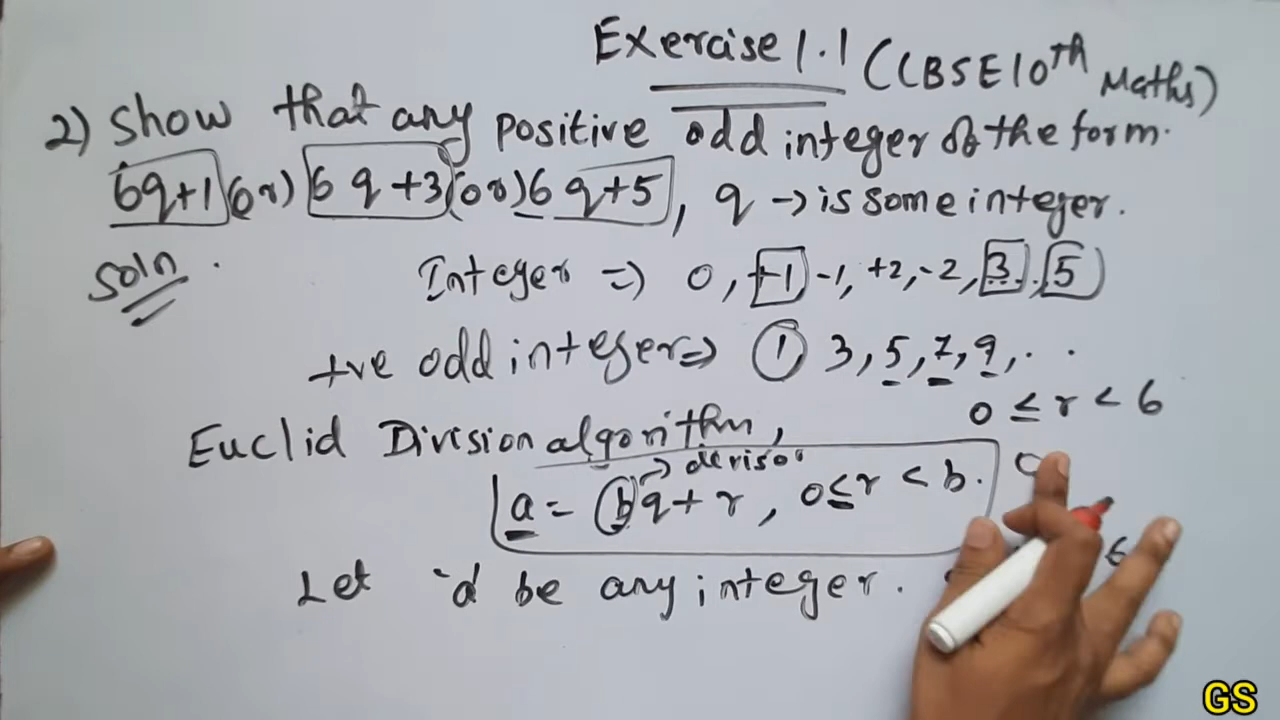 Exercise 1.1 (CBSE 10th Maths)
2) Show that any positive odd integer of the form.
6q+1 (or) 6q+3 (or) 6q+5, q → is some integer.
Soln. Integer ⇒ 0, +1 -1, +2, -2, 3.., 5
+ve odd integer ⇒ 1 3, 5, 7, 9, . .
0 ≤ r < 6
Euclid Division algorithm,
→ devisor
a = bq + r, 0 ≤ r < b.
6
Let 'a' be any integer.
GS